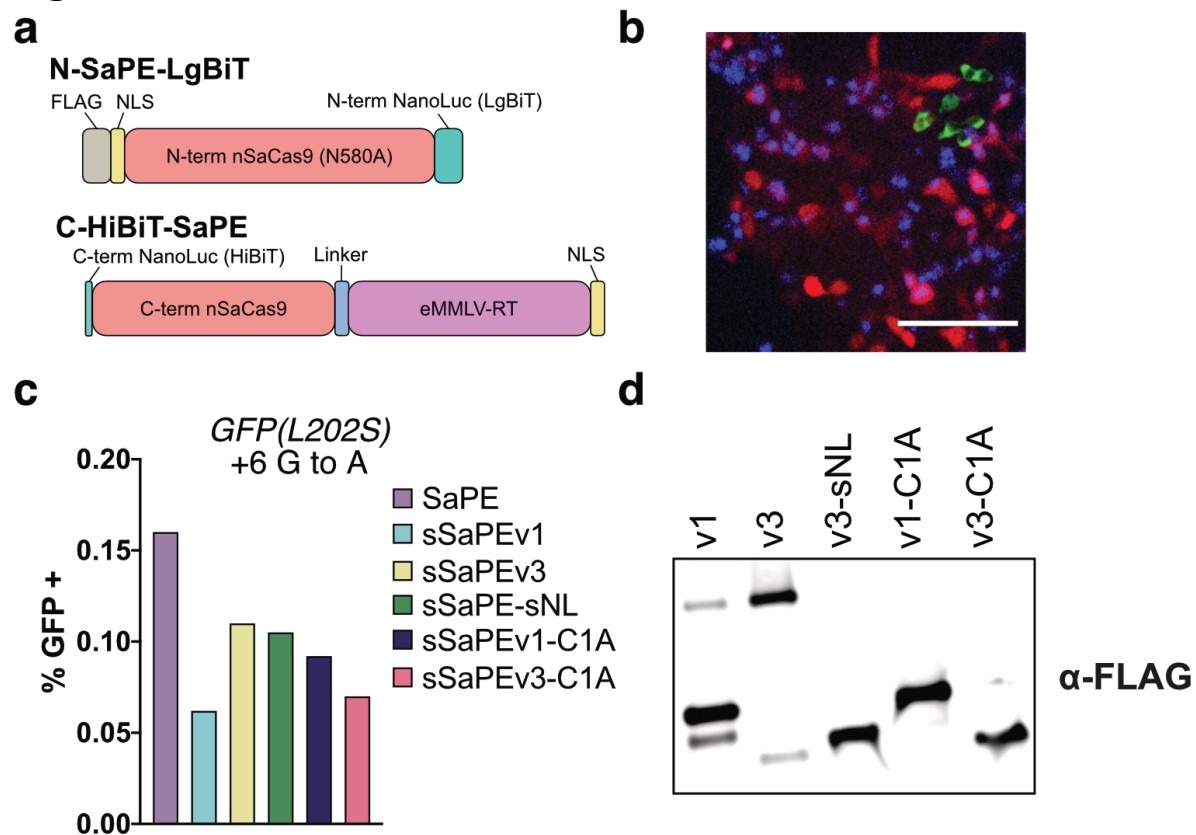 a
N-SaPE-LgBiT
FLAG NLS
N-term NanoLuc (LgBiT)
N-term nSaCas9 (N580A)
C-HiBiT-SaPE
C-term NanoLuc (HiBiT)
Linker
NLS
C-term nSaCas9
eMMLV-RT
b
c
GFP(L202S)
+6 G to A
% GFP +
0.20
0.15
0.10
0.05
0.00
SaPE
sSaPEv1
sSaPEv3
sSaPE-sNL
sSaPEv1-C1A
sSaPEv3-C1A
d
v1
v3
v3-sNL
v1-C1A
v3-C1A
α-FLAG